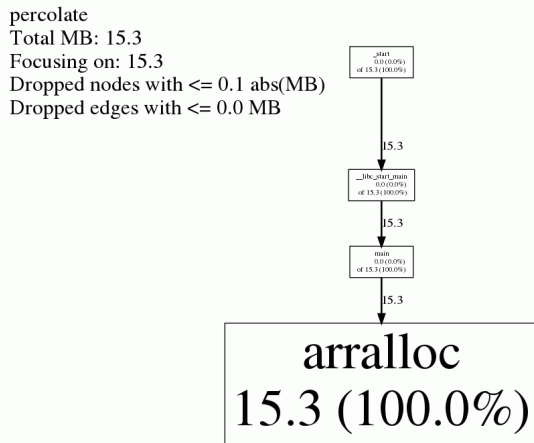 percolate
Total MB: 15.3
Focusing on: 15.3
Dropped nodes with <= 0.1 abs(MB)
Dropped edges with <= 0.0 MB
_start
0.0 (0.0%)
of 15.3 (100.0%)
15.3
__libc_start_main
0.0 (0.0%)
of 15.3 (100.0%)
15.3
main
0.0 (0.0%)
of 15.3 (100.0%)
15.3
arralloc
15.3 (100.0%)